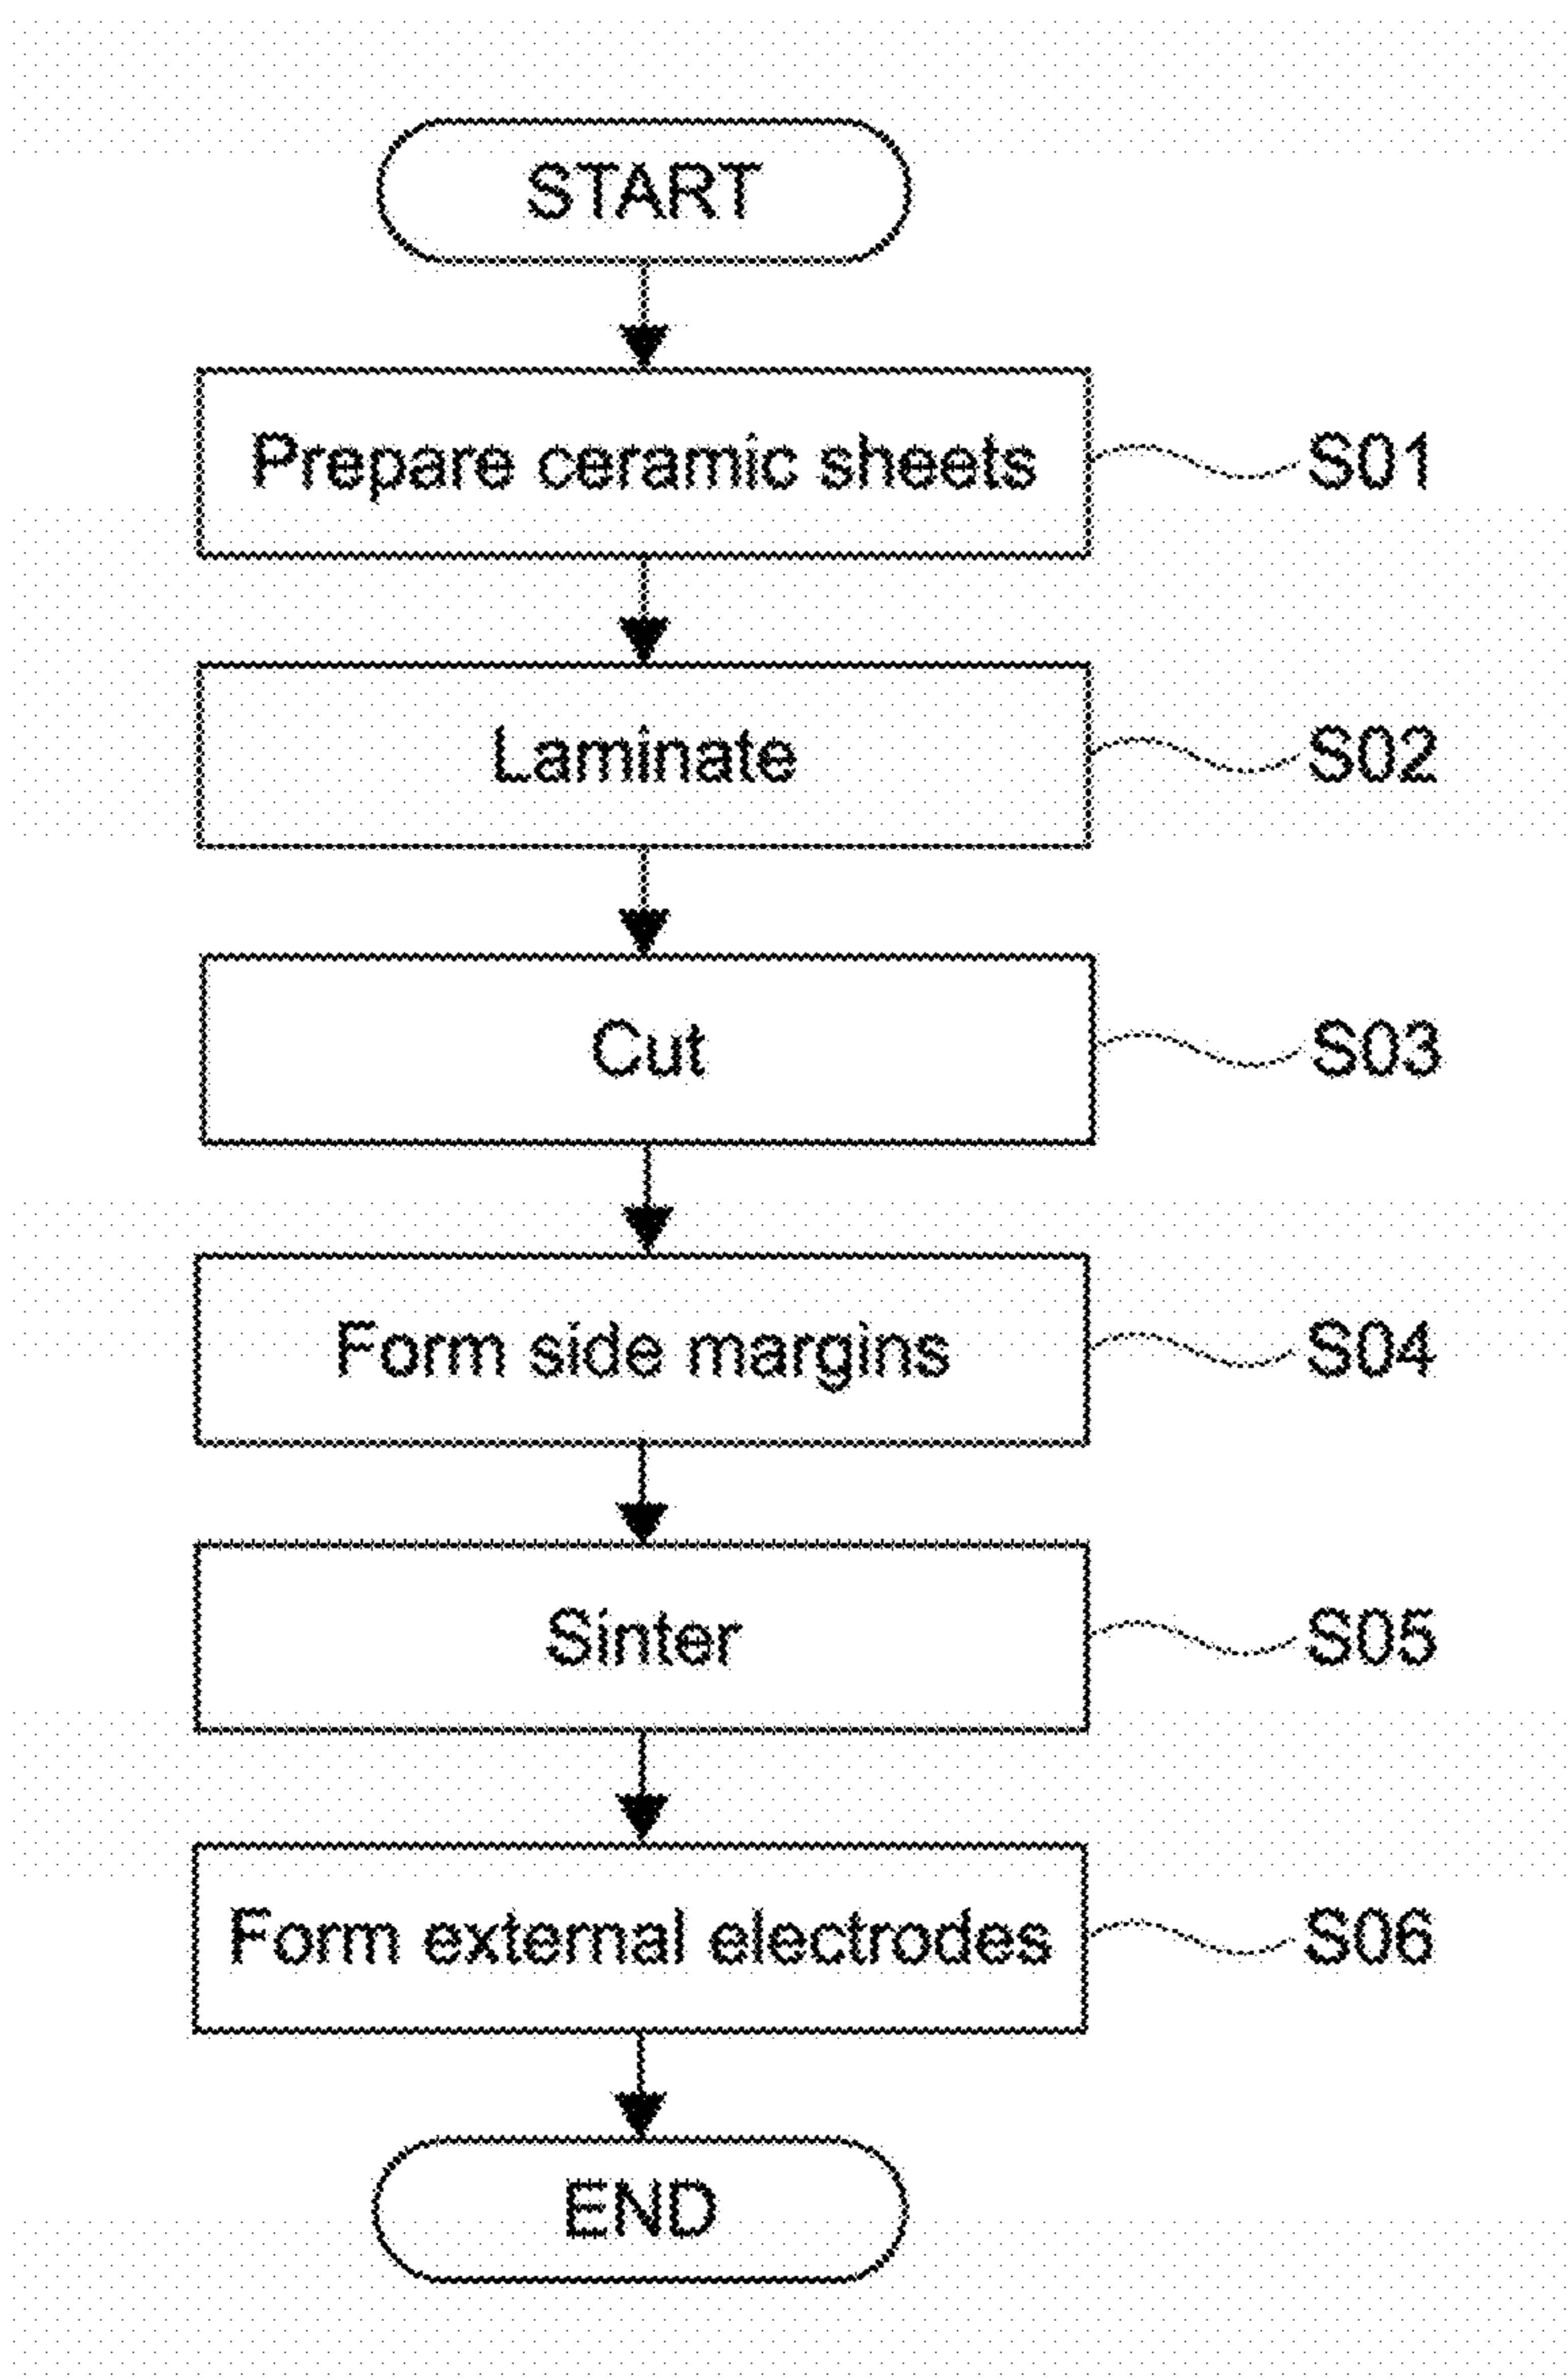 START
Prepare ceramic sheets S01
Laminate S02
Cut S03
Form side margins S04
Sinter S05
Form external electrodes S06
END